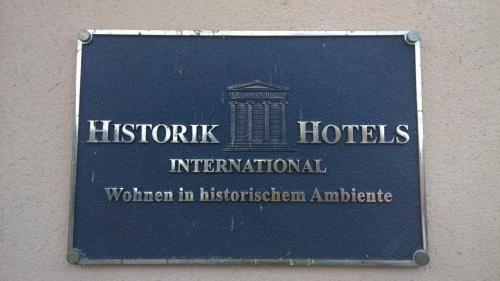 HISTORIK HOTELS
INTERNATIONAL
Wohnen in historischem Ambiente